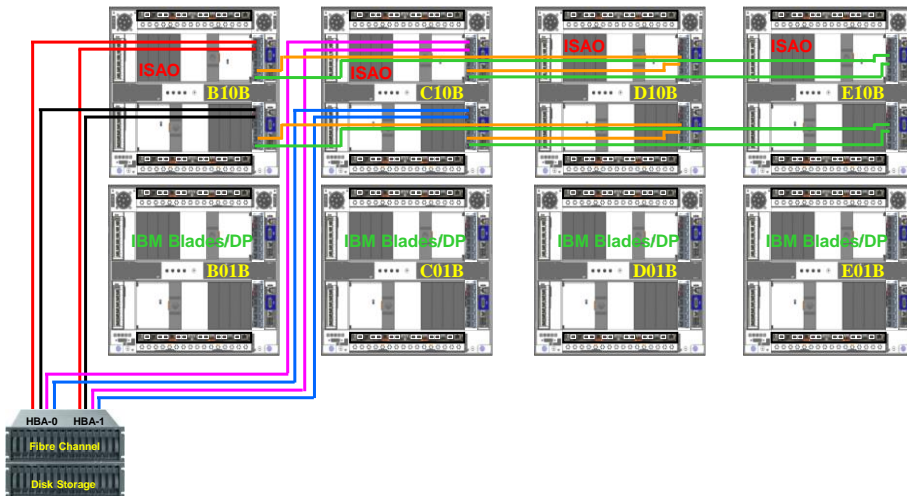 ISAO
B10B
ISAO
C10B
ISAO
D10B
ISAO
E10B
IBM Blades/DP
B01B
IBM Blades/DP
C01B
IBM Blades/DP
D01B
IBM Blades/DP
E01B
HBA-0 HBA-1
Fibre Channel
Disk Storage